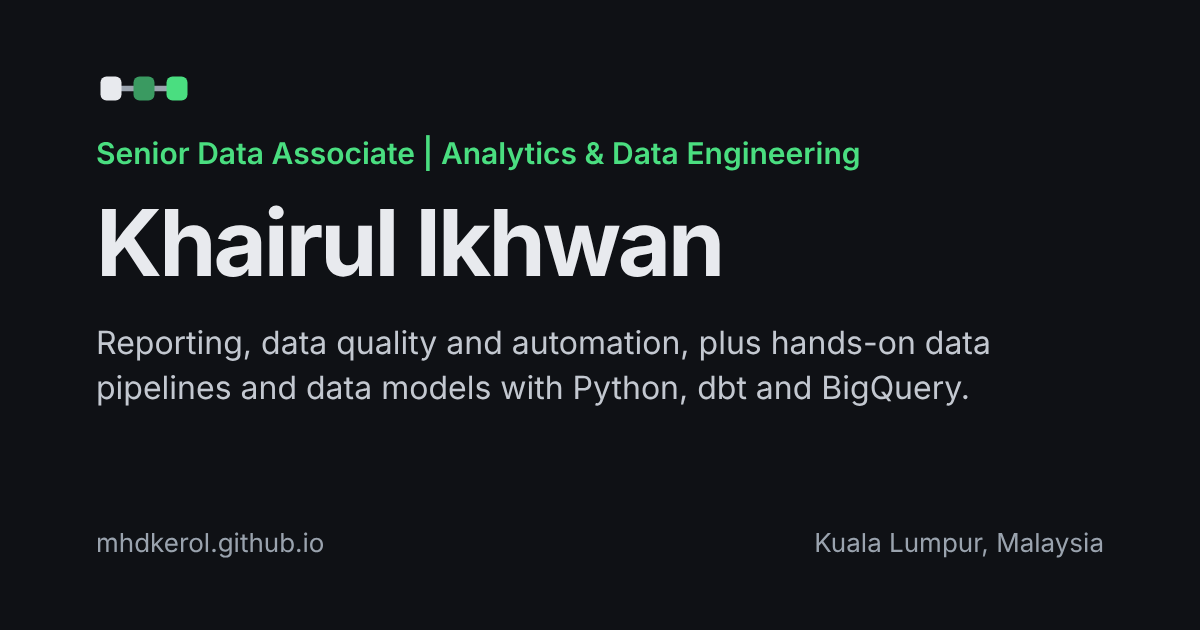 Senior Data Associate | Analytics & Data Engineering
Khairul Ikhwan
Reporting, data quality and automation, plus hands-on data
pipelines and data models with Python, dbt and BigQuery.
mhdkerol.github.io
Kuala Lumpur, Malaysia